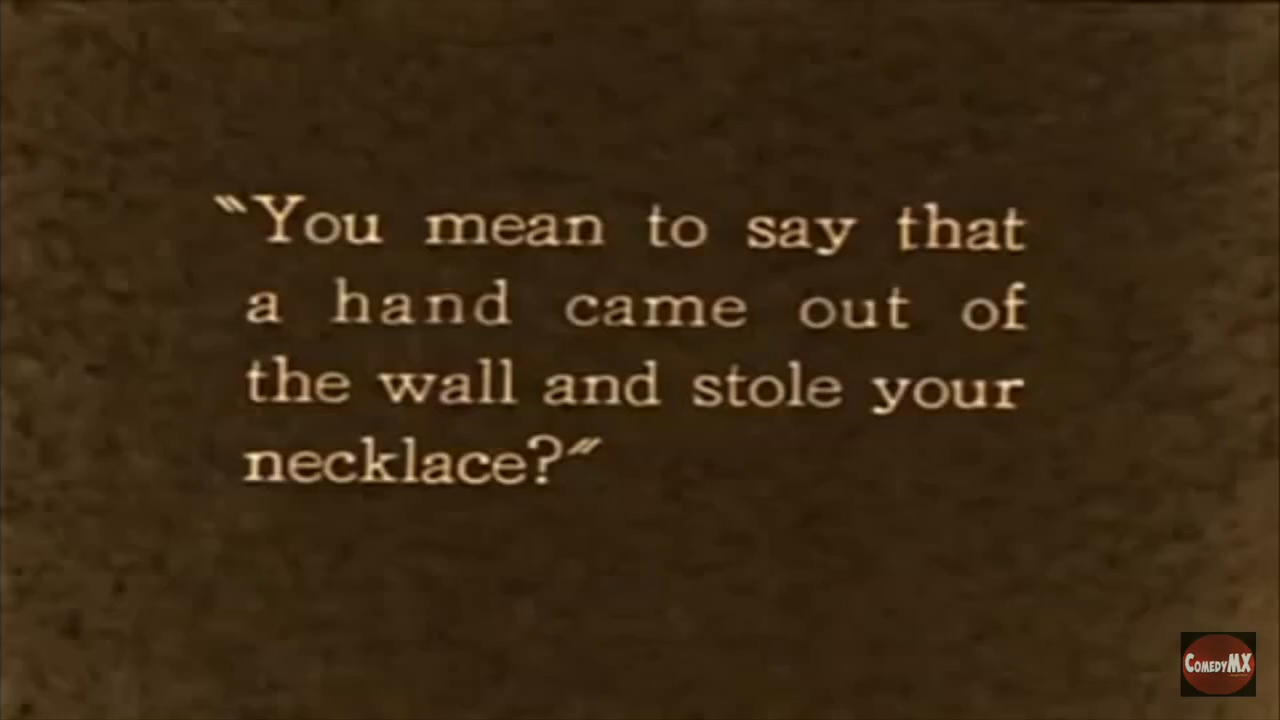 "You mean to say that
a hand came out of
the wall and stole your
necklace?"
COMEDYMX